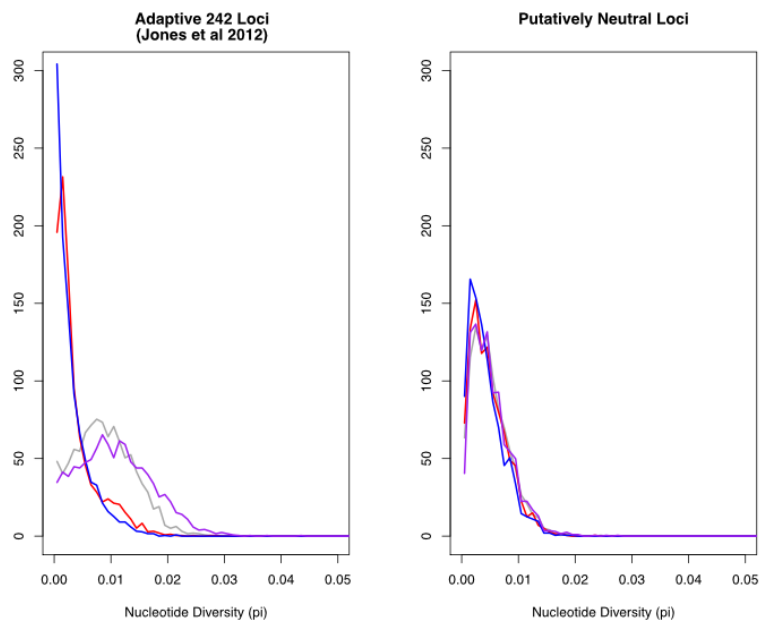 Adaptive 242 Loci
(Jones et al 2012)
300
250
200
150
100
50
0
0.00 0.01 0.02 0.03 0.04 0.05
Nucleotide Diversity (pi)
Putatively Neutral Loci
300
250
200
150
100
50
0
0.00 0.01 0.02 0.03 0.04 0.05
Nucleotide Diversity (pi)